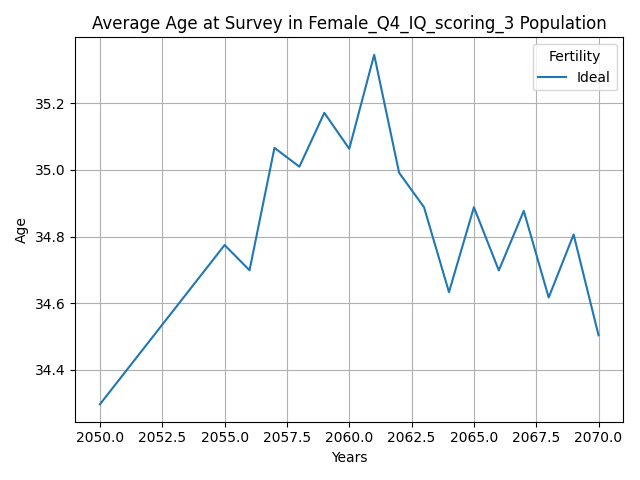 Average Age at Survey in Female_Q4_IQ_scoring_3 Population
Fertility
Ideal
35.2
35.0
34.8
34.6
34.4
Age
2050.0 2052.5 2055.0 2057.5 2060.0 2062.5 2065.0 2067.5 2070.0
Years